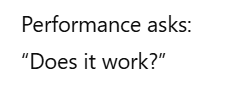 Performance asks:
“Does it work?”